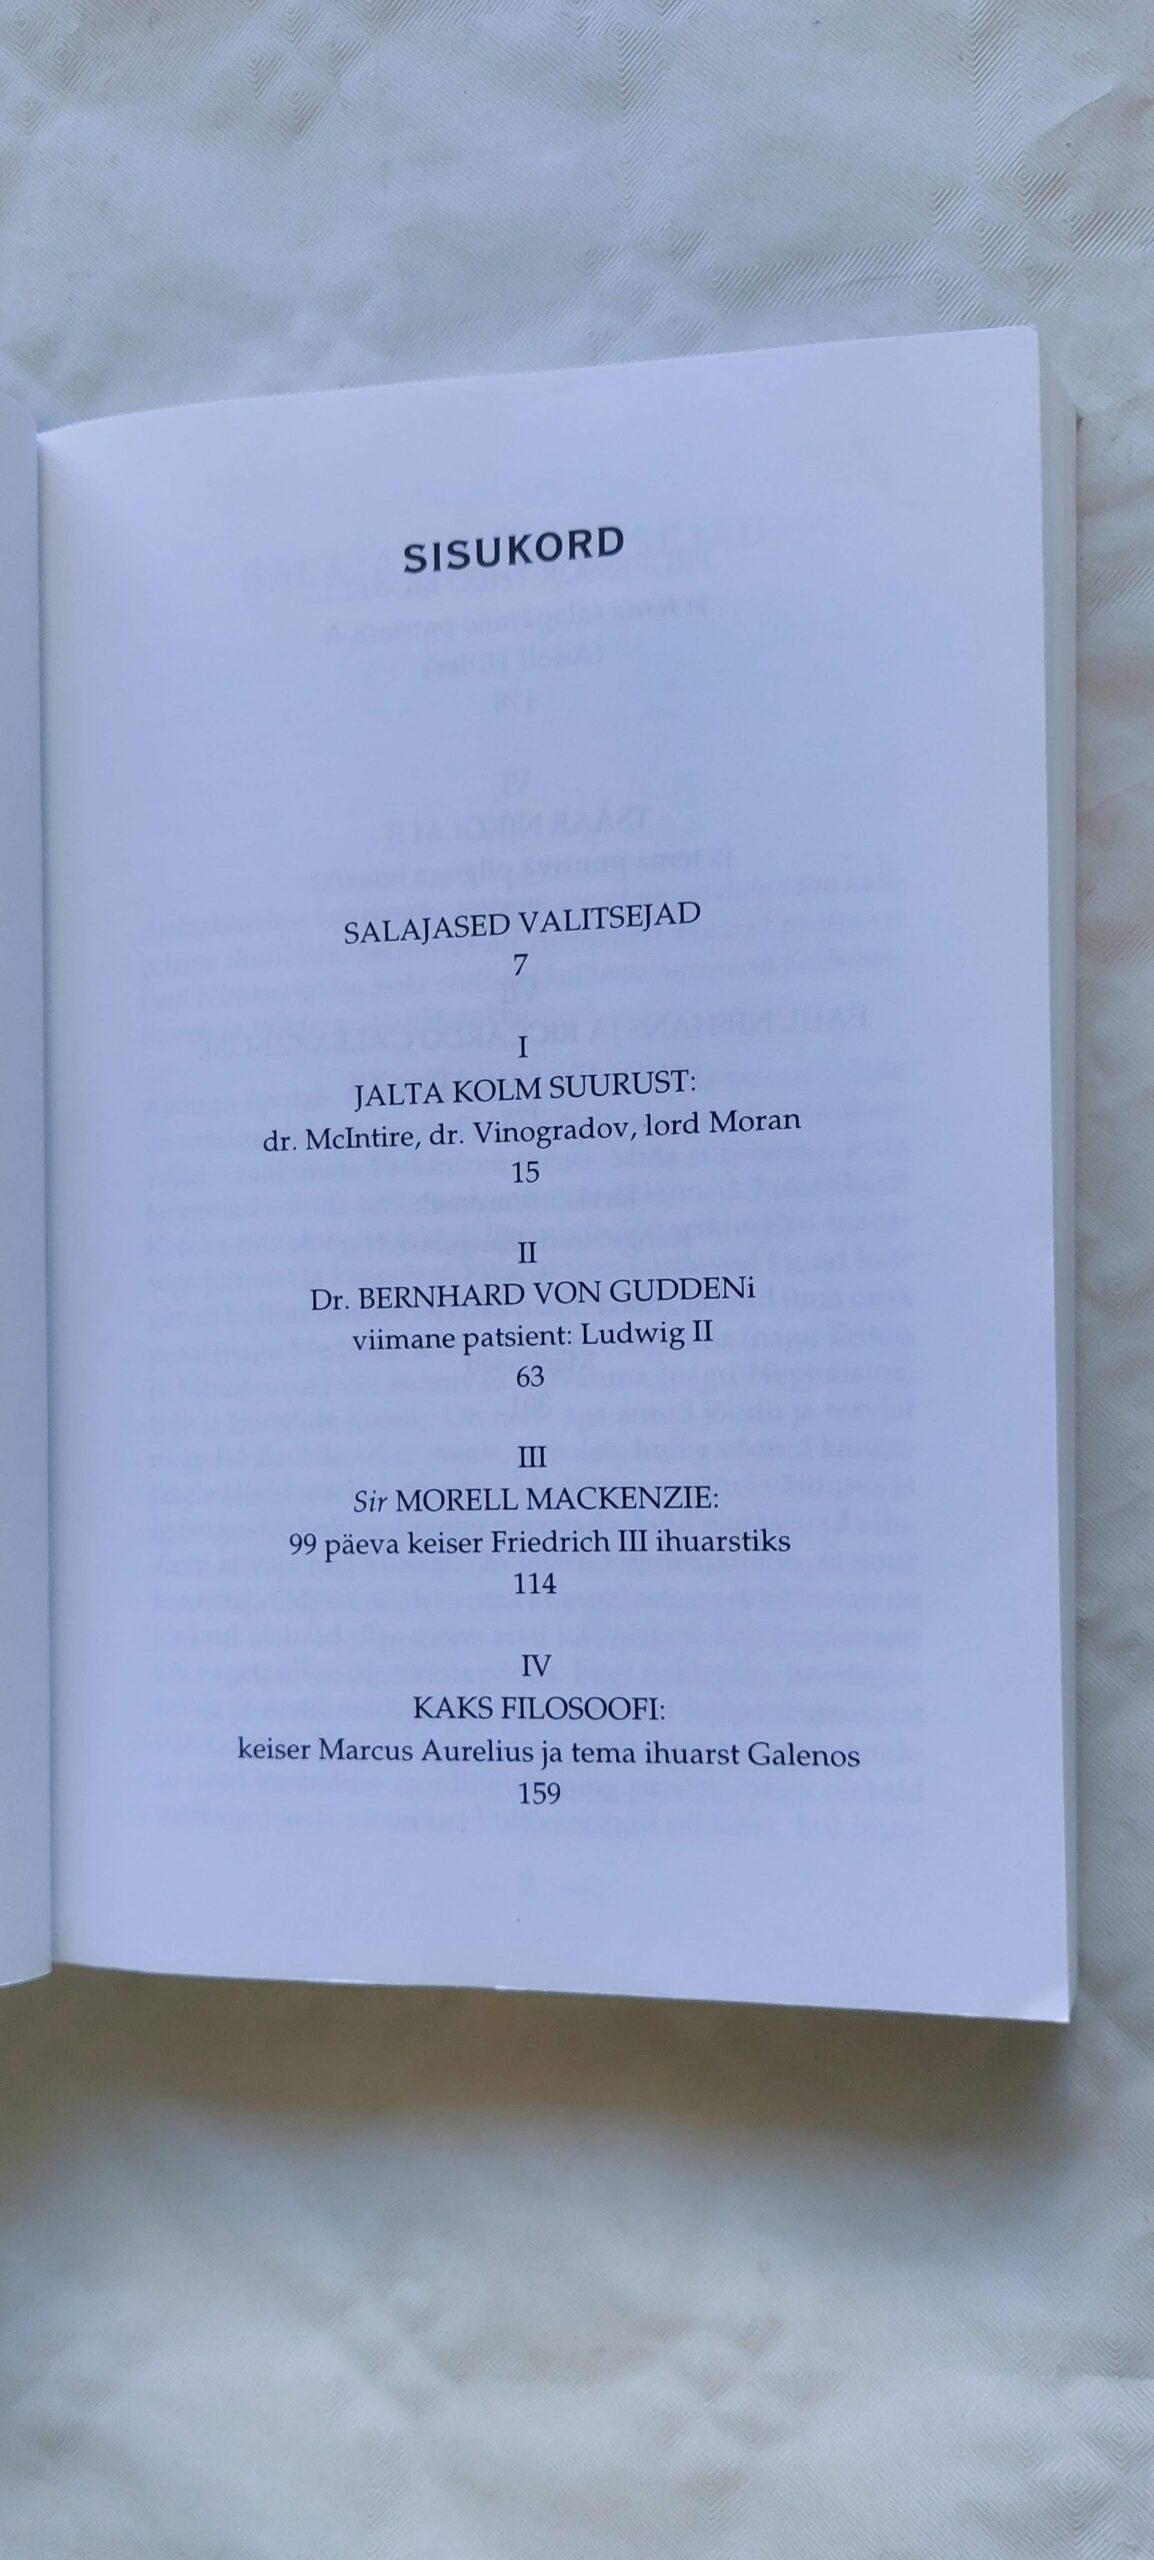 SISUKORD
SALAJASED VALITSEJAD
7
I
JALTA KOLM SUURUST:
dr. McIntire, dr. Vinogradov, lord Moran
15
II
Dr. BERNHARD VON GUDDENi
viimane patsient: Ludwig II
63
III
Sir MORELL MACKENZIE:
99 päeva keiser Friedrich III ihuarstiks
114
IV
KAKS FILOSOOFI:
keiser Marcus Aurelius ja tema ihuarst Galenos
159